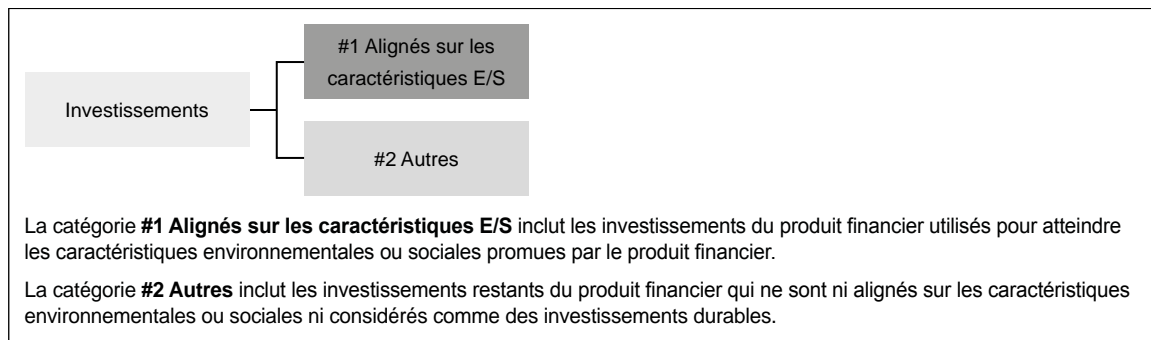 #1 Alignés sur les
caractéristiques E/S
Investissements
#2 Autres
La catégorie #1 Alignés sur les caractéristiques E/S inclut les investissements du produit financier utilisés pour atteindre
les caractéristiques environnementales ou sociales promues par le produit financier.
La catégorie #2 Autres inclut les investissements restants du produit financier qui ne sont ni alignés sur les caractéristiques
environnementales ou sociales ni considérés comme des investissements durables.